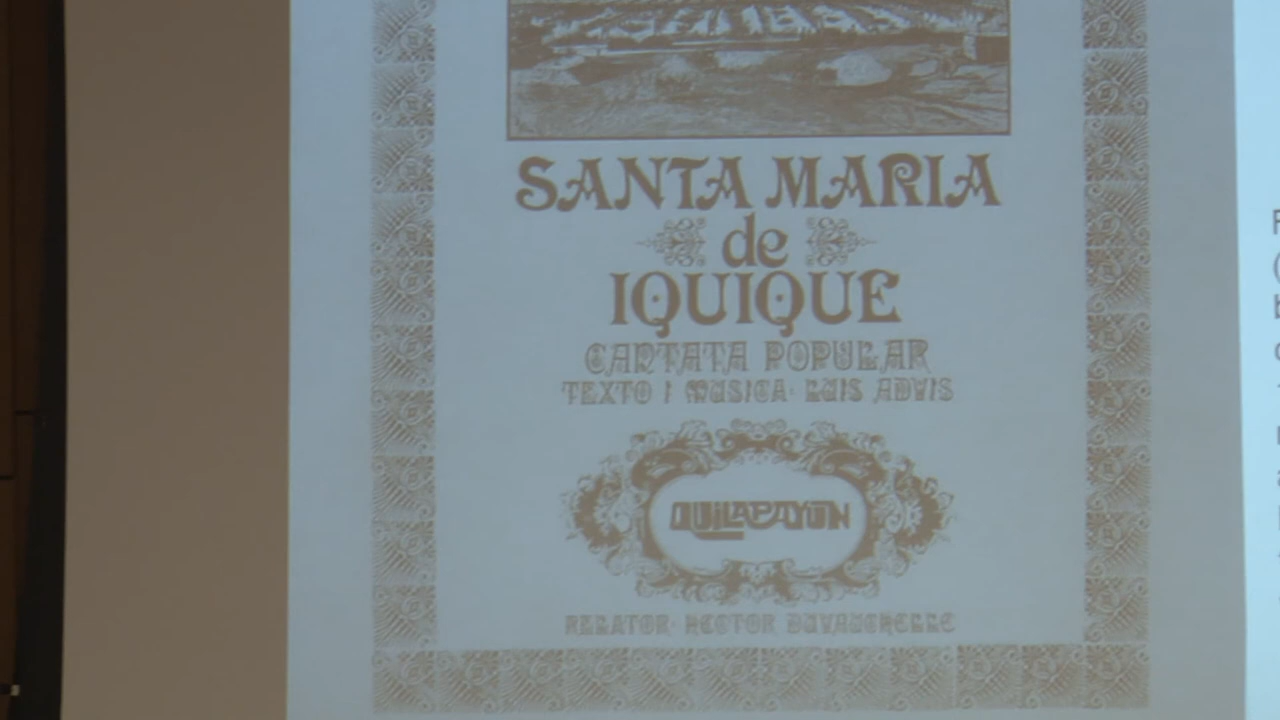 SANTA MARIA
de
IQUIQUE
CANTATA POPULAR
TEXTO I MUSICA: LUIS ADVIS
QUILAPAYUN
RELATOR: HECTOR DUVAUCHELLE